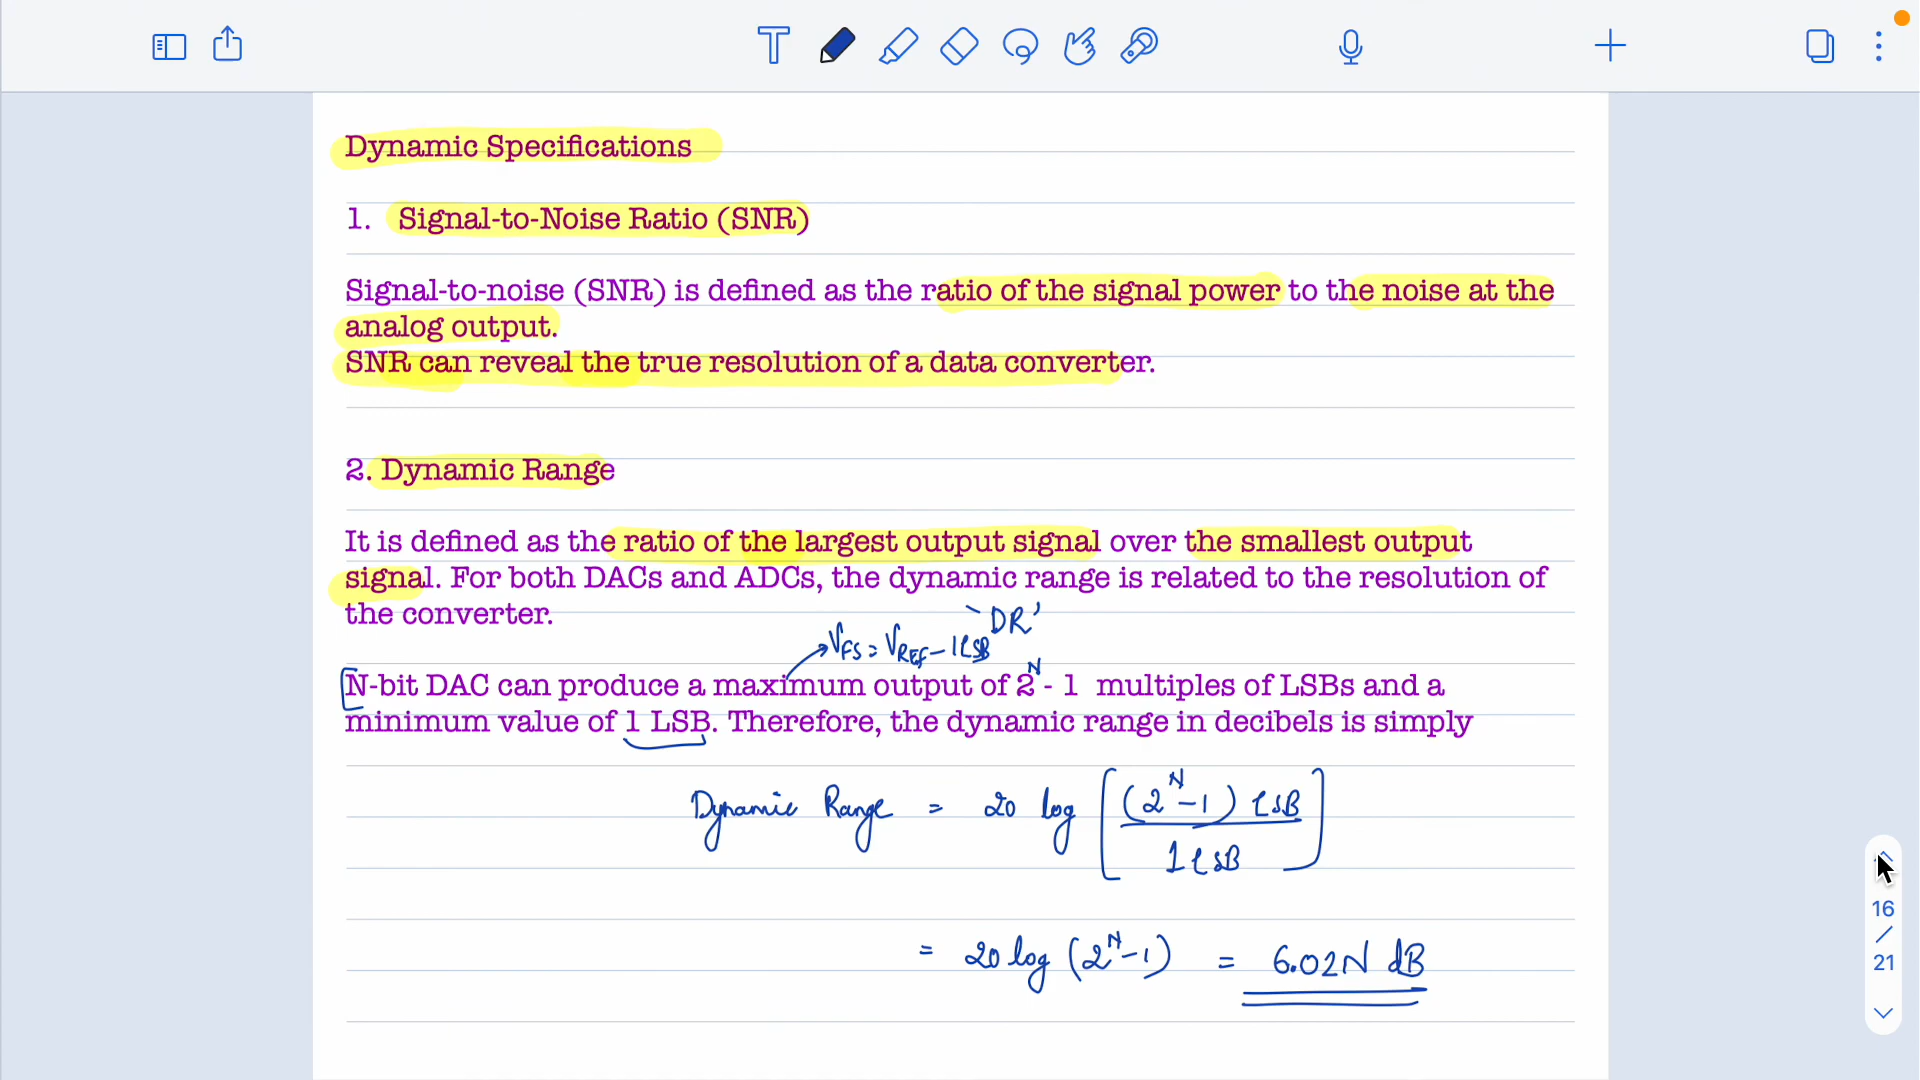 Dynamic Specifications
1. Signal-to-Noise Ratio (SNR)
Signal-to-noise (SNR) is defined as the ratio of the signal power to the noise at the
analog output.
SNR can reveal the true resolution of a data converter.
2. Dynamic Range
It is defined as the ratio of the largest output signal over the smallest output
signal. For both DACs and ADCs, the dynamic range is related to the resolution of
the converter.
`DR'
V_FS = V_REF - 1LSB
N-bit DAC can produce a maximum output of 2^N - 1 multiples of LSBs and a
minimum value of 1 LSB. Therefore, the dynamic range in decibels is simply
Dynamic Range = 20 log [(2^N - 1) LSB / 1 LSB]
= 20 log (2^N - 1) = 6.02N dB
16
/
21